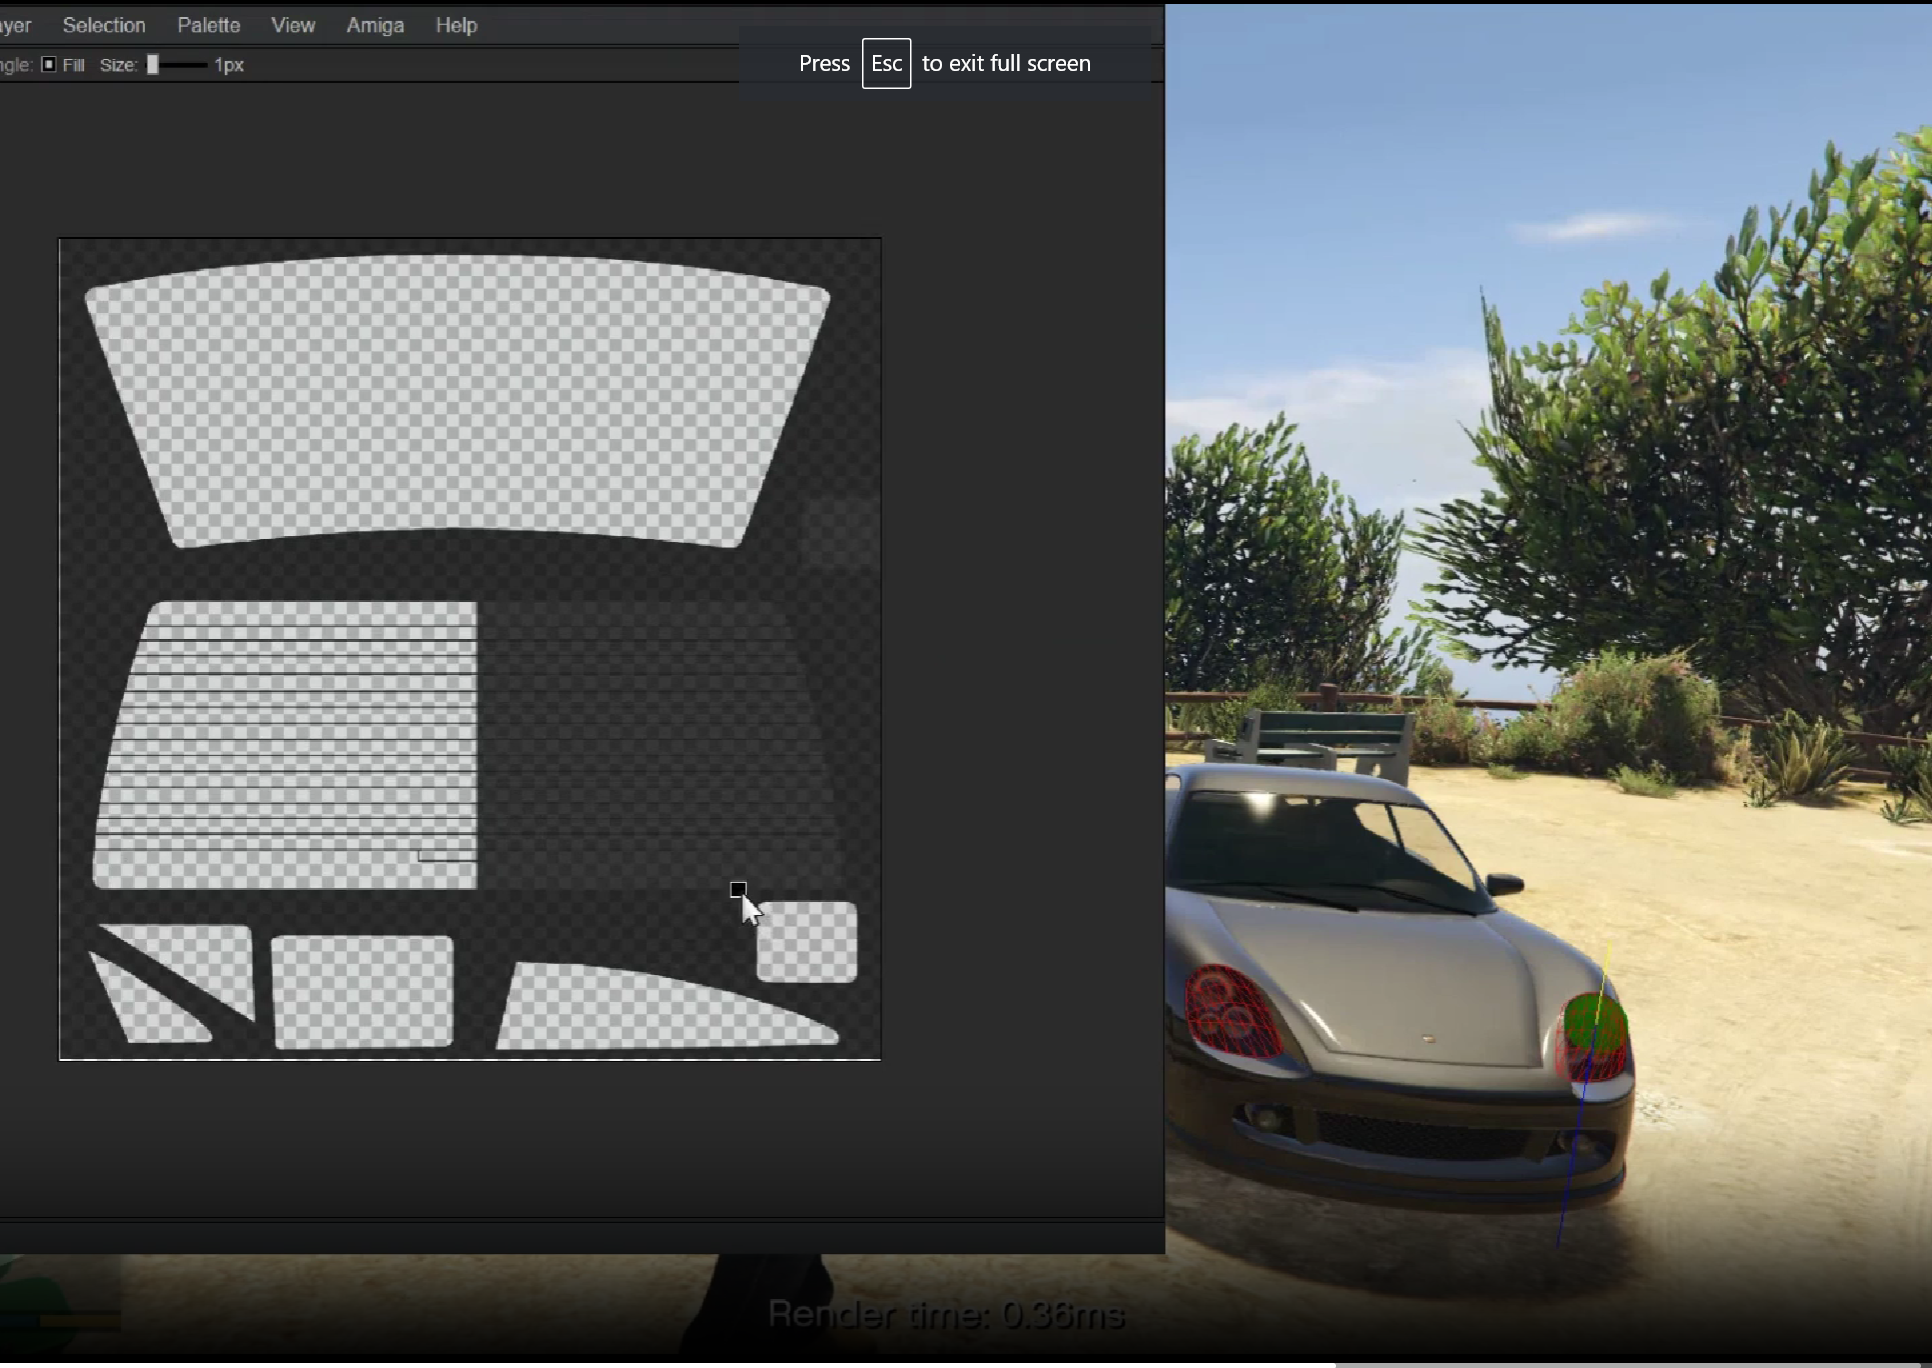 yer Selection Palette View Amiga Help
ngle: Fill Size: 1px
Press Esc to exit full screen
Render time: 0.36ms